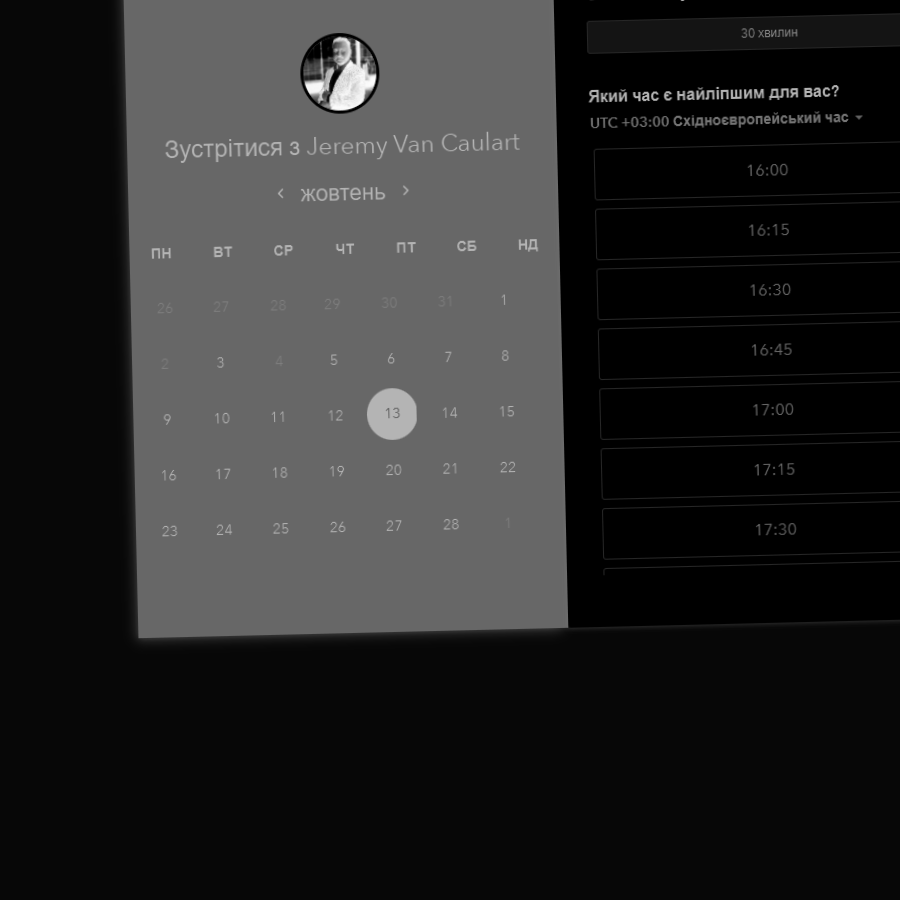 Зустрітися з Jeremy Van Caulart
‹ жовтень ›
ПН ВТ СР ЧТ ПТ СБ НД
26 27 28 29 30 31 1
2 3 4 5 6 7 8
9 10 11 12 13 14 15
16 17 18 19 20 21 22
23 24 25 26 27 28 1
30 хвилин
Який час є найліпшим для вас?
UTC +03:00 Східноєвропейський час
16:00
16:15
16:30
16:45
17:00
17:15
17:30